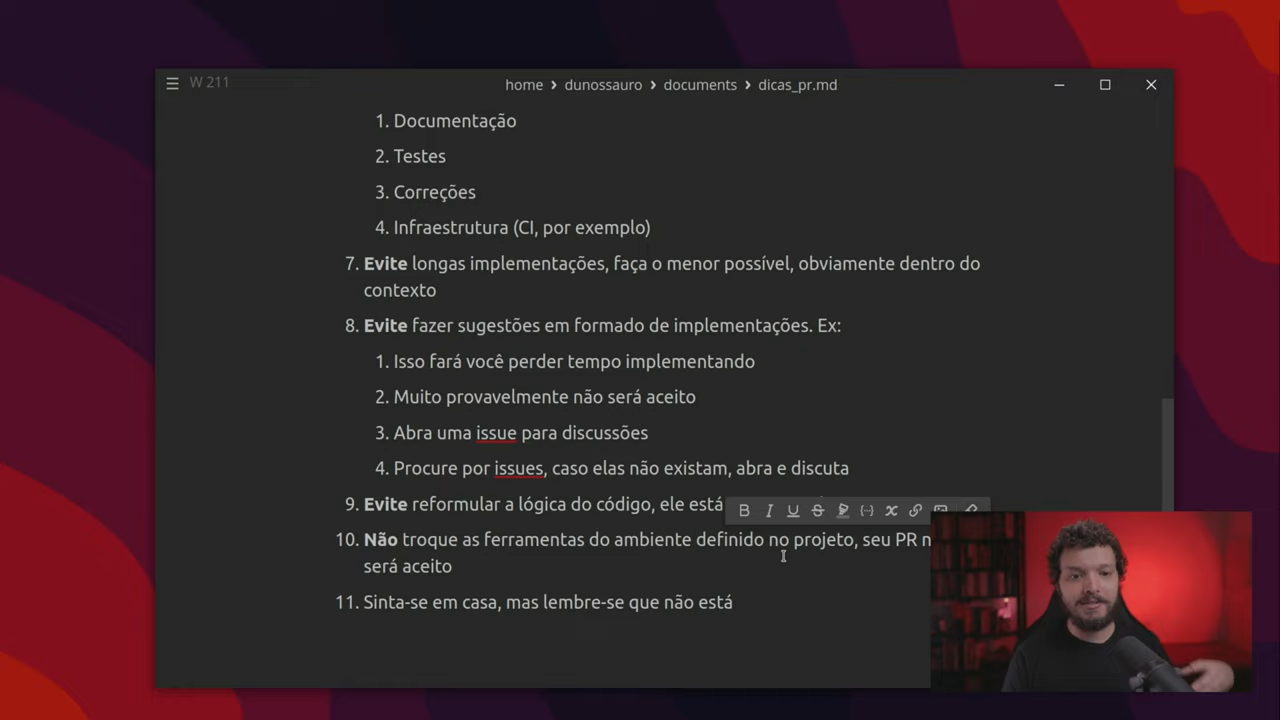 W 211
home › dunossauro › documents › dicas_pr.md
1. Documentação
2. Testes
3. Correções
4. Infraestrutura (CI, por exemplo)
7. Evite longas implementações, faça o menor possível, obviamente dentro do
contexto
8. Evite fazer sugestões em formado de implementações. Ex:
1. Isso fará você perder tempo implementando
2. Muito provavelmente não será aceito
3. Abra uma issue para discussões
4. Procure por issues, caso elas não existam, abra e discuta
9. Evite reformular a lógica do código, ele está
B I U S
10. Não troque as ferramentas do ambiente definido no projeto, seu PR
será aceito
11. Sinta-se em casa, mas lembre-se que não está